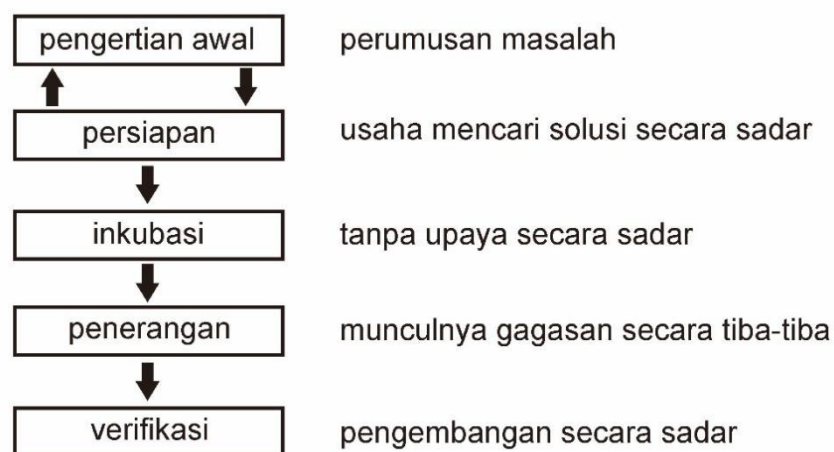 pengertian awal perumusan masalah
persiapan usaha mencari solusi secara sadar
inkubasi tanpa upaya secara sadar
penerangan munculnya gagasan secara tiba-tiba
verifikasi pengembangan secara sadar